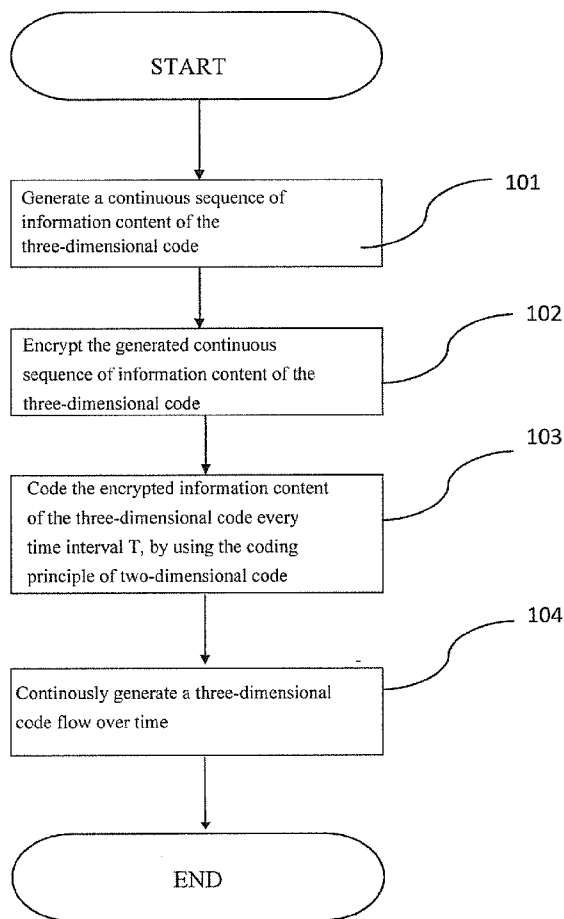 START
Generate a continuous sequence of
information content of the
three-dimensional code
101
Encrypt the generated continuous
sequence of information content of the
three-dimensional code
102
Code the encrypted information content
of the three-dimensional code every
time interval T, by using the coding
principle of two-dimensional code
103
Continously generate a three-dimensional
code flow over time
104
END